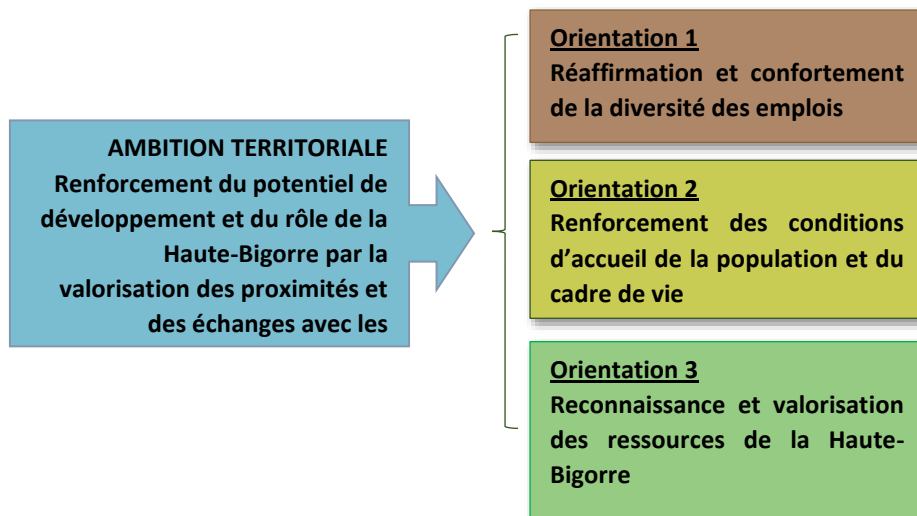 AMBITION TERRITORIALE
Renforcement du potentiel de
développement et du rôle de la
Haute-Bigorre par la
valorisation des proximités et
des échanges avec les
Orientation 1
Réaffirmation et confortement
de la diversité des emplois
Orientation 2
Renforcement des conditions
d’accueil de la population et du
cadre de vie
Orientation 3
Reconnaissance et valorisation
des ressources de la Haute-
Bigorre